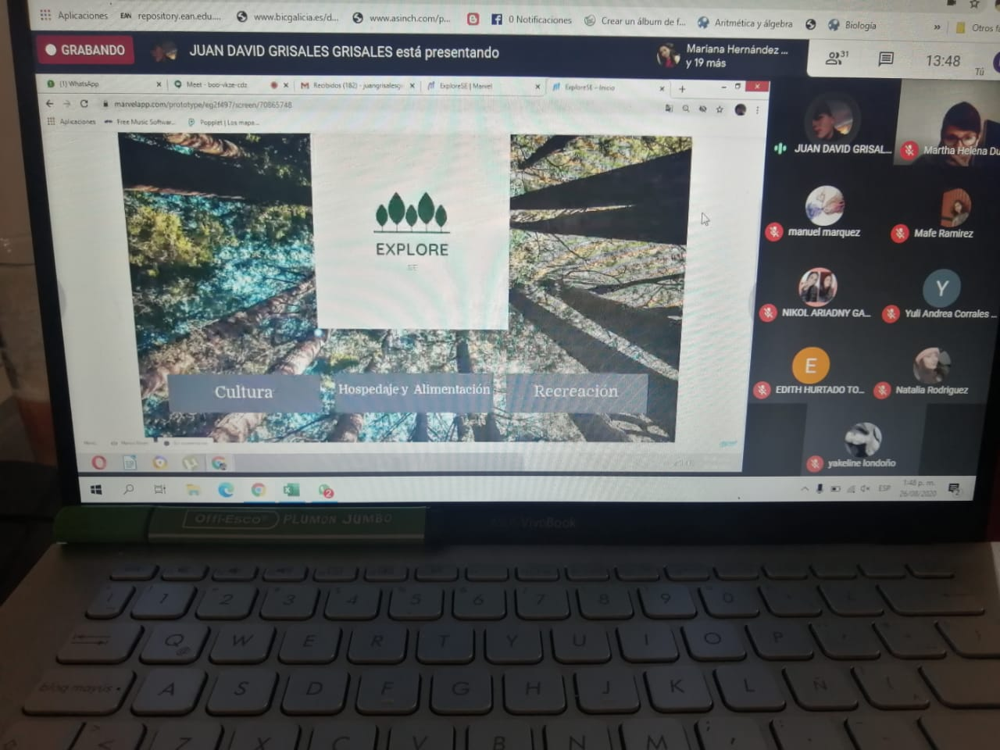 Aplicaciones EAN repository.ean.edu.... www.bicgalicia.es/d... www.asinch.com/p... 0 Notificaciones Crear un álbum de f... Aritmética y álgebra Biología » Otros
GRABANDO JUAN DAVID GRISALES GRISALES está presentando
Mariana Hernández ...
y 19 más
31
13:48
Tú
(1) WhatsApp Meet - boo-vkze-cdz Recibidos (182) - juangrisalesg ExploreSE | Marvel ExploreSE - Inicio
marvelapp.com/prototype/eg2f497/screen/70865748
Aplicaciones Free Music Softwar... Popplet | Los mapa...
EXPLORE
SE
Cultura
Hospedaje y Alimentación
Recreación
JUAN DAVID GRISAL...
Martha Helena Du
manuel marquez
Mafe Ramirez
NIKOL ARIADNY GA...
Y
Yuli Andrea Corrales ...
E
EDITH HURTADO TO...
Natalia Rodriguez
yakeline londoño
2
ESP
1:48 p. m.
26/08/2020
Offi-Esco PLUMON JUMBO
VivoBook
1 2 3 4 5 6 7 8 9 0
Q @ W E R T Y U I O P
bloq mayús A S D F G H J K L Ñ
Z X C V B N M